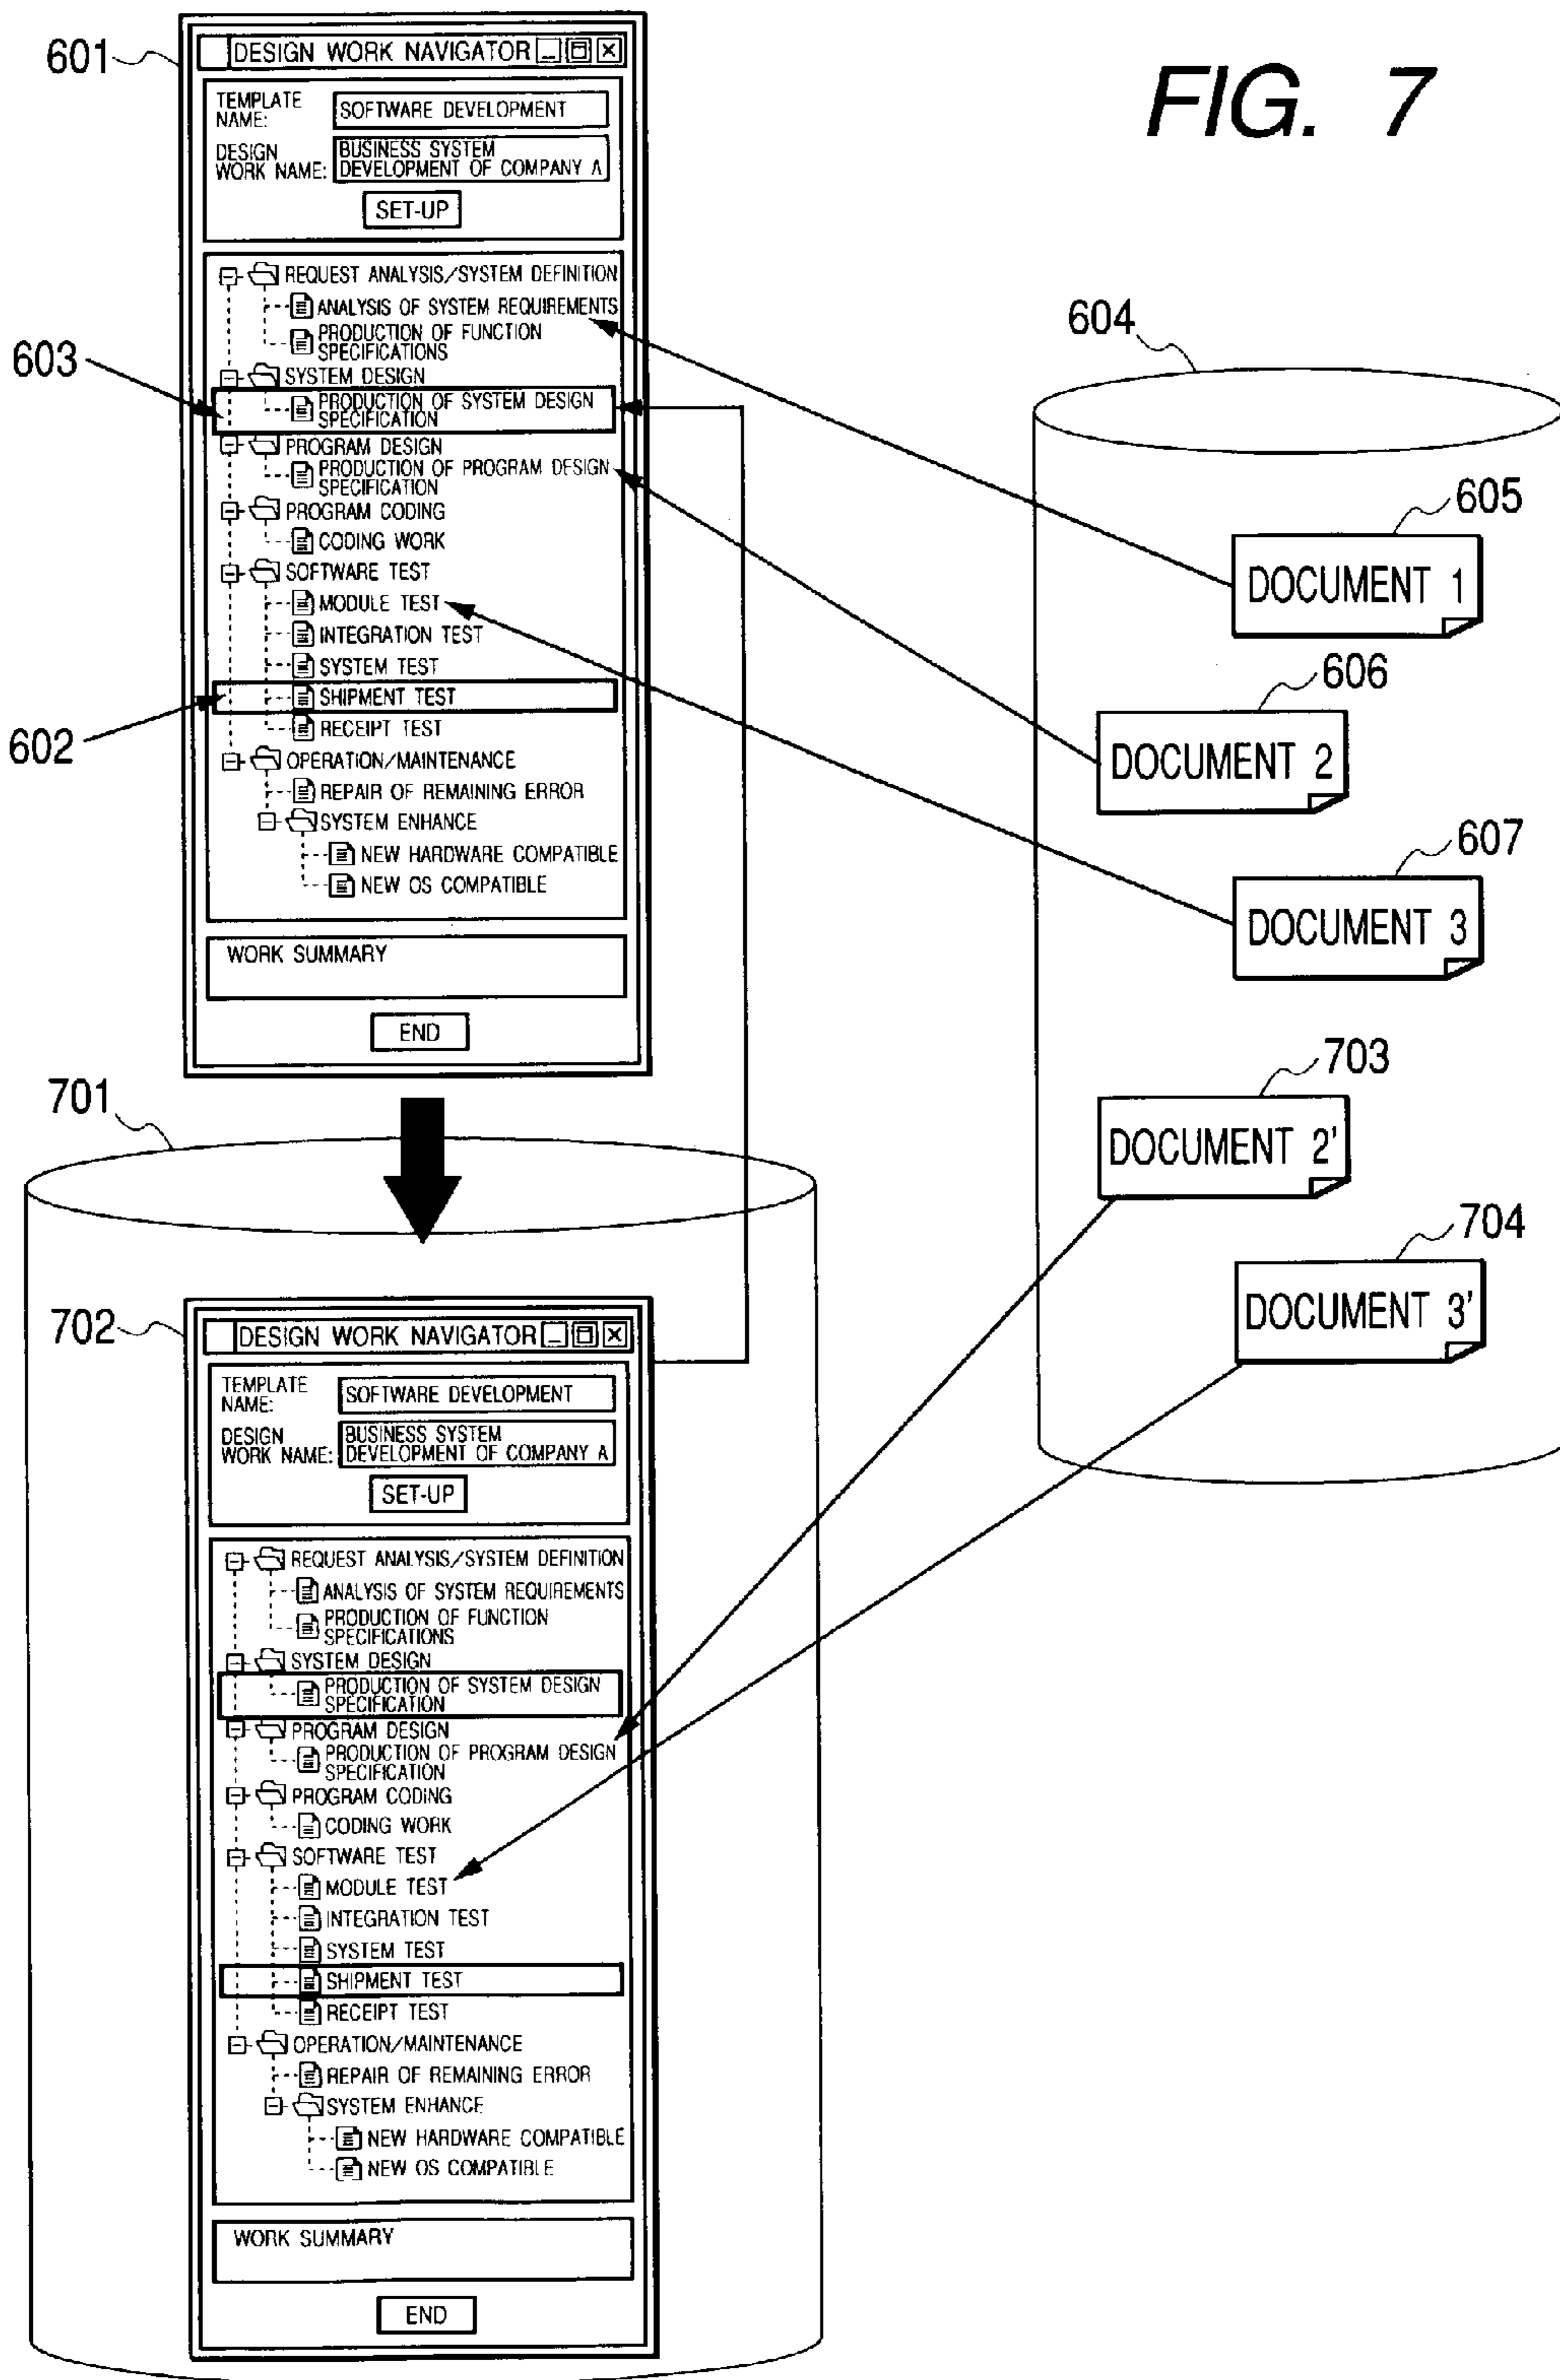 FIG. 7
601
DESIGN WORK NAVIGATOR
TEMPLATE
NAME:
SOFTWARE DEVELOPMENT
DESIGN
WORK NAME:
BUSINESS SYSTEM
DEVELOPMENT OF COMPANY A
SET-UP
REQUEST ANALYSIS/SYSTEM DEFINITION
ANALYSIS OF SYSTEM REQUIREMENTS
PRODUCTION OF FUNCTION
SPECIFICATIONS
603
SYSTEM DESIGN
PRODUCTION OF SYSTEM DESIGN
SPECIFICATION
PROGRAM DESIGN
PRODUCTION OF PROGRAM DESIGN
SPECIFICATION
PROGRAM CODING
CODING WORK
SOFTWARE TEST
MODULE TEST
INTEGRATION TEST
SYSTEM TEST
SHIPMENT TEST
602
RECEIPT TEST
OPERATION/MAINTENANCE
REPAIR OF REMAINING ERROR
SYSTEM ENHANCE
NEW HARDWARE COMPATIBLE
NEW OS COMPATIBLE
WORK SUMMARY
END
604
605
DOCUMENT 1
606
DOCUMENT 2
607
DOCUMENT 3
703
DOCUMENT 2'
704
DOCUMENT 3'
701
702
DESIGN WORK NAVIGATOR
TEMPLATE
NAME:
SOFTWARE DEVELOPMENT
DESIGN
WORK NAME:
BUSINESS SYSTEM
DEVELOPMENT OF COMPANY A
SET-UP
REQUEST ANALYSIS/SYSTEM DEFINITION
ANALYSIS OF SYSTEM REQUIREMENTS
PRODUCTION OF FUNCTION
SPECIFICATIONS
SYSTEM DESIGN
PRODUCTION OF SYSTEM DESIGN
SPECIFICATION
PROGRAM DESIGN
PRODUCTION OF PROGRAM DESIGN
SPECIFICATION
PROGRAM CODING
CODING WORK
SOFTWARE TEST
MODULE TEST
INTEGRATION TEST
SYSTEM TEST
SHIPMENT TEST
RECEIPT TEST
OPERATION/MAINTENANCE
REPAIR OF REMAINING ERROR
SYSTEM ENHANCE
NEW HARDWARE COMPATIBLE
NEW OS COMPATIBLE
WORK SUMMARY
END